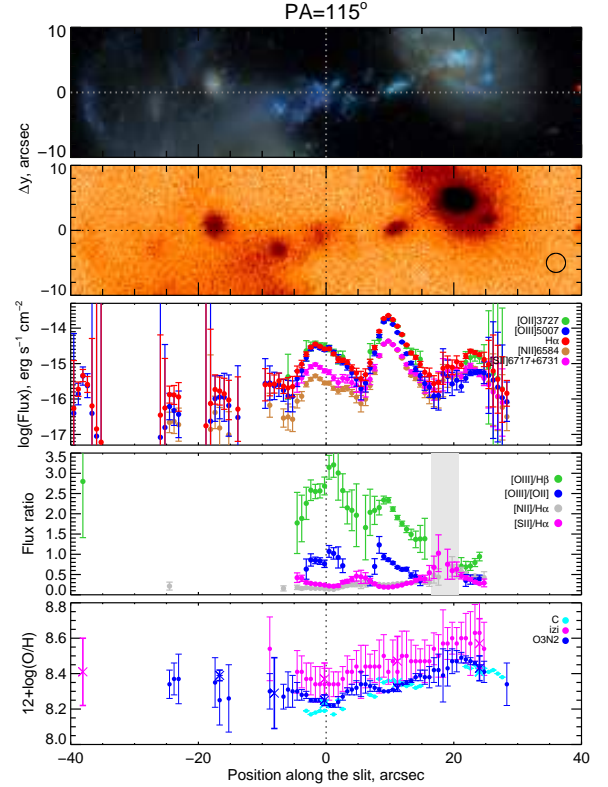 PA=115°
10
0
−10
Δy, arcsec
10
0
−10
−14
−15
−16
−17
log(Flux), erg s⁻¹ cm⁻²
[OII]3727
[OIII]5007
Hα
[NII]6584
[SII]6717+6731
3.5
3.0
2.5
2.0
1.5
1.0
0.5
0.0
Flux ratio
[OIII]/Hβ
[OIII]/[OII]
[NII]/Hα
[SII]/Hα
8.8
8.6
8.4
8.2
8.0
12+log(O/H)
C
izi
O3N2
−40 −20 0 20 40
Position along the slit, arcsec